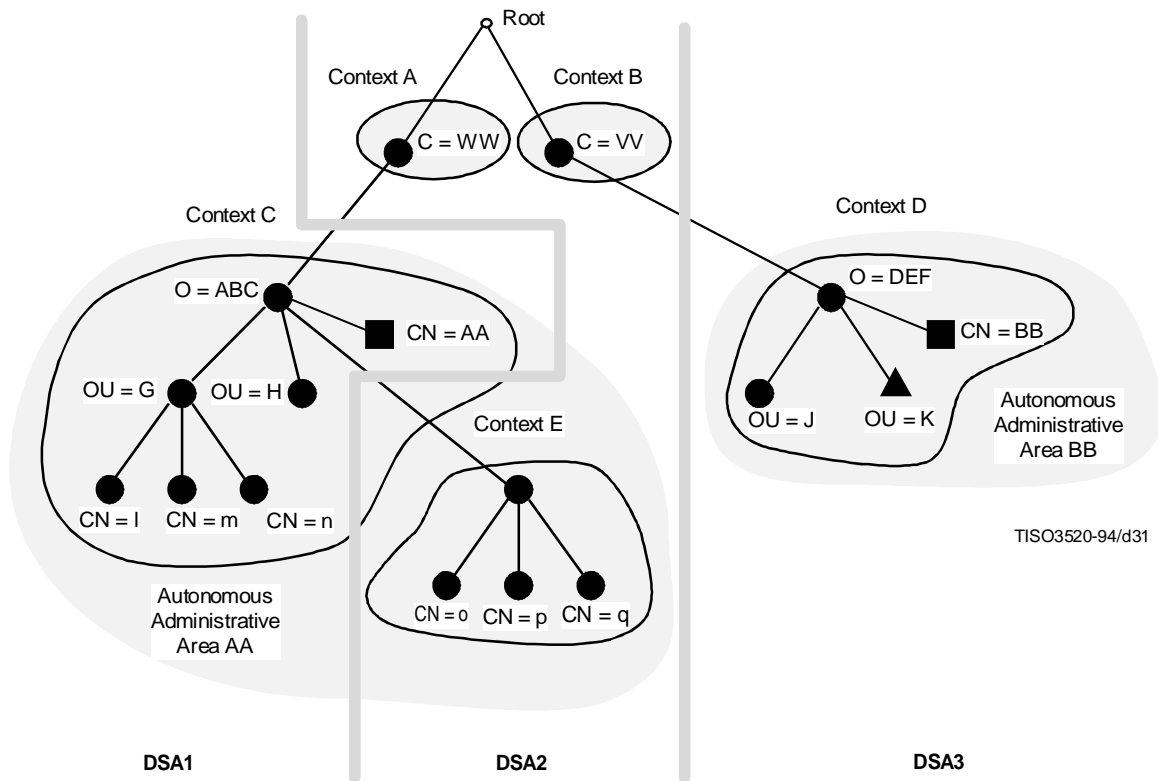 Root
Context A
Context B
C = WW
C = VV
Context C
Context D
O = ABC
O = DEF
CN = AA
CN = BB
OU = G
OU = H
OU = J
OU = K
Autonomous
Administrative
Area BB
Context E
CN = l
CN = m
CN = n
TISO3520-94/d31
Autonomous
Administrative
Area AA
CN = o
CN = p
CN = q
DSA1
DSA2
DSA3